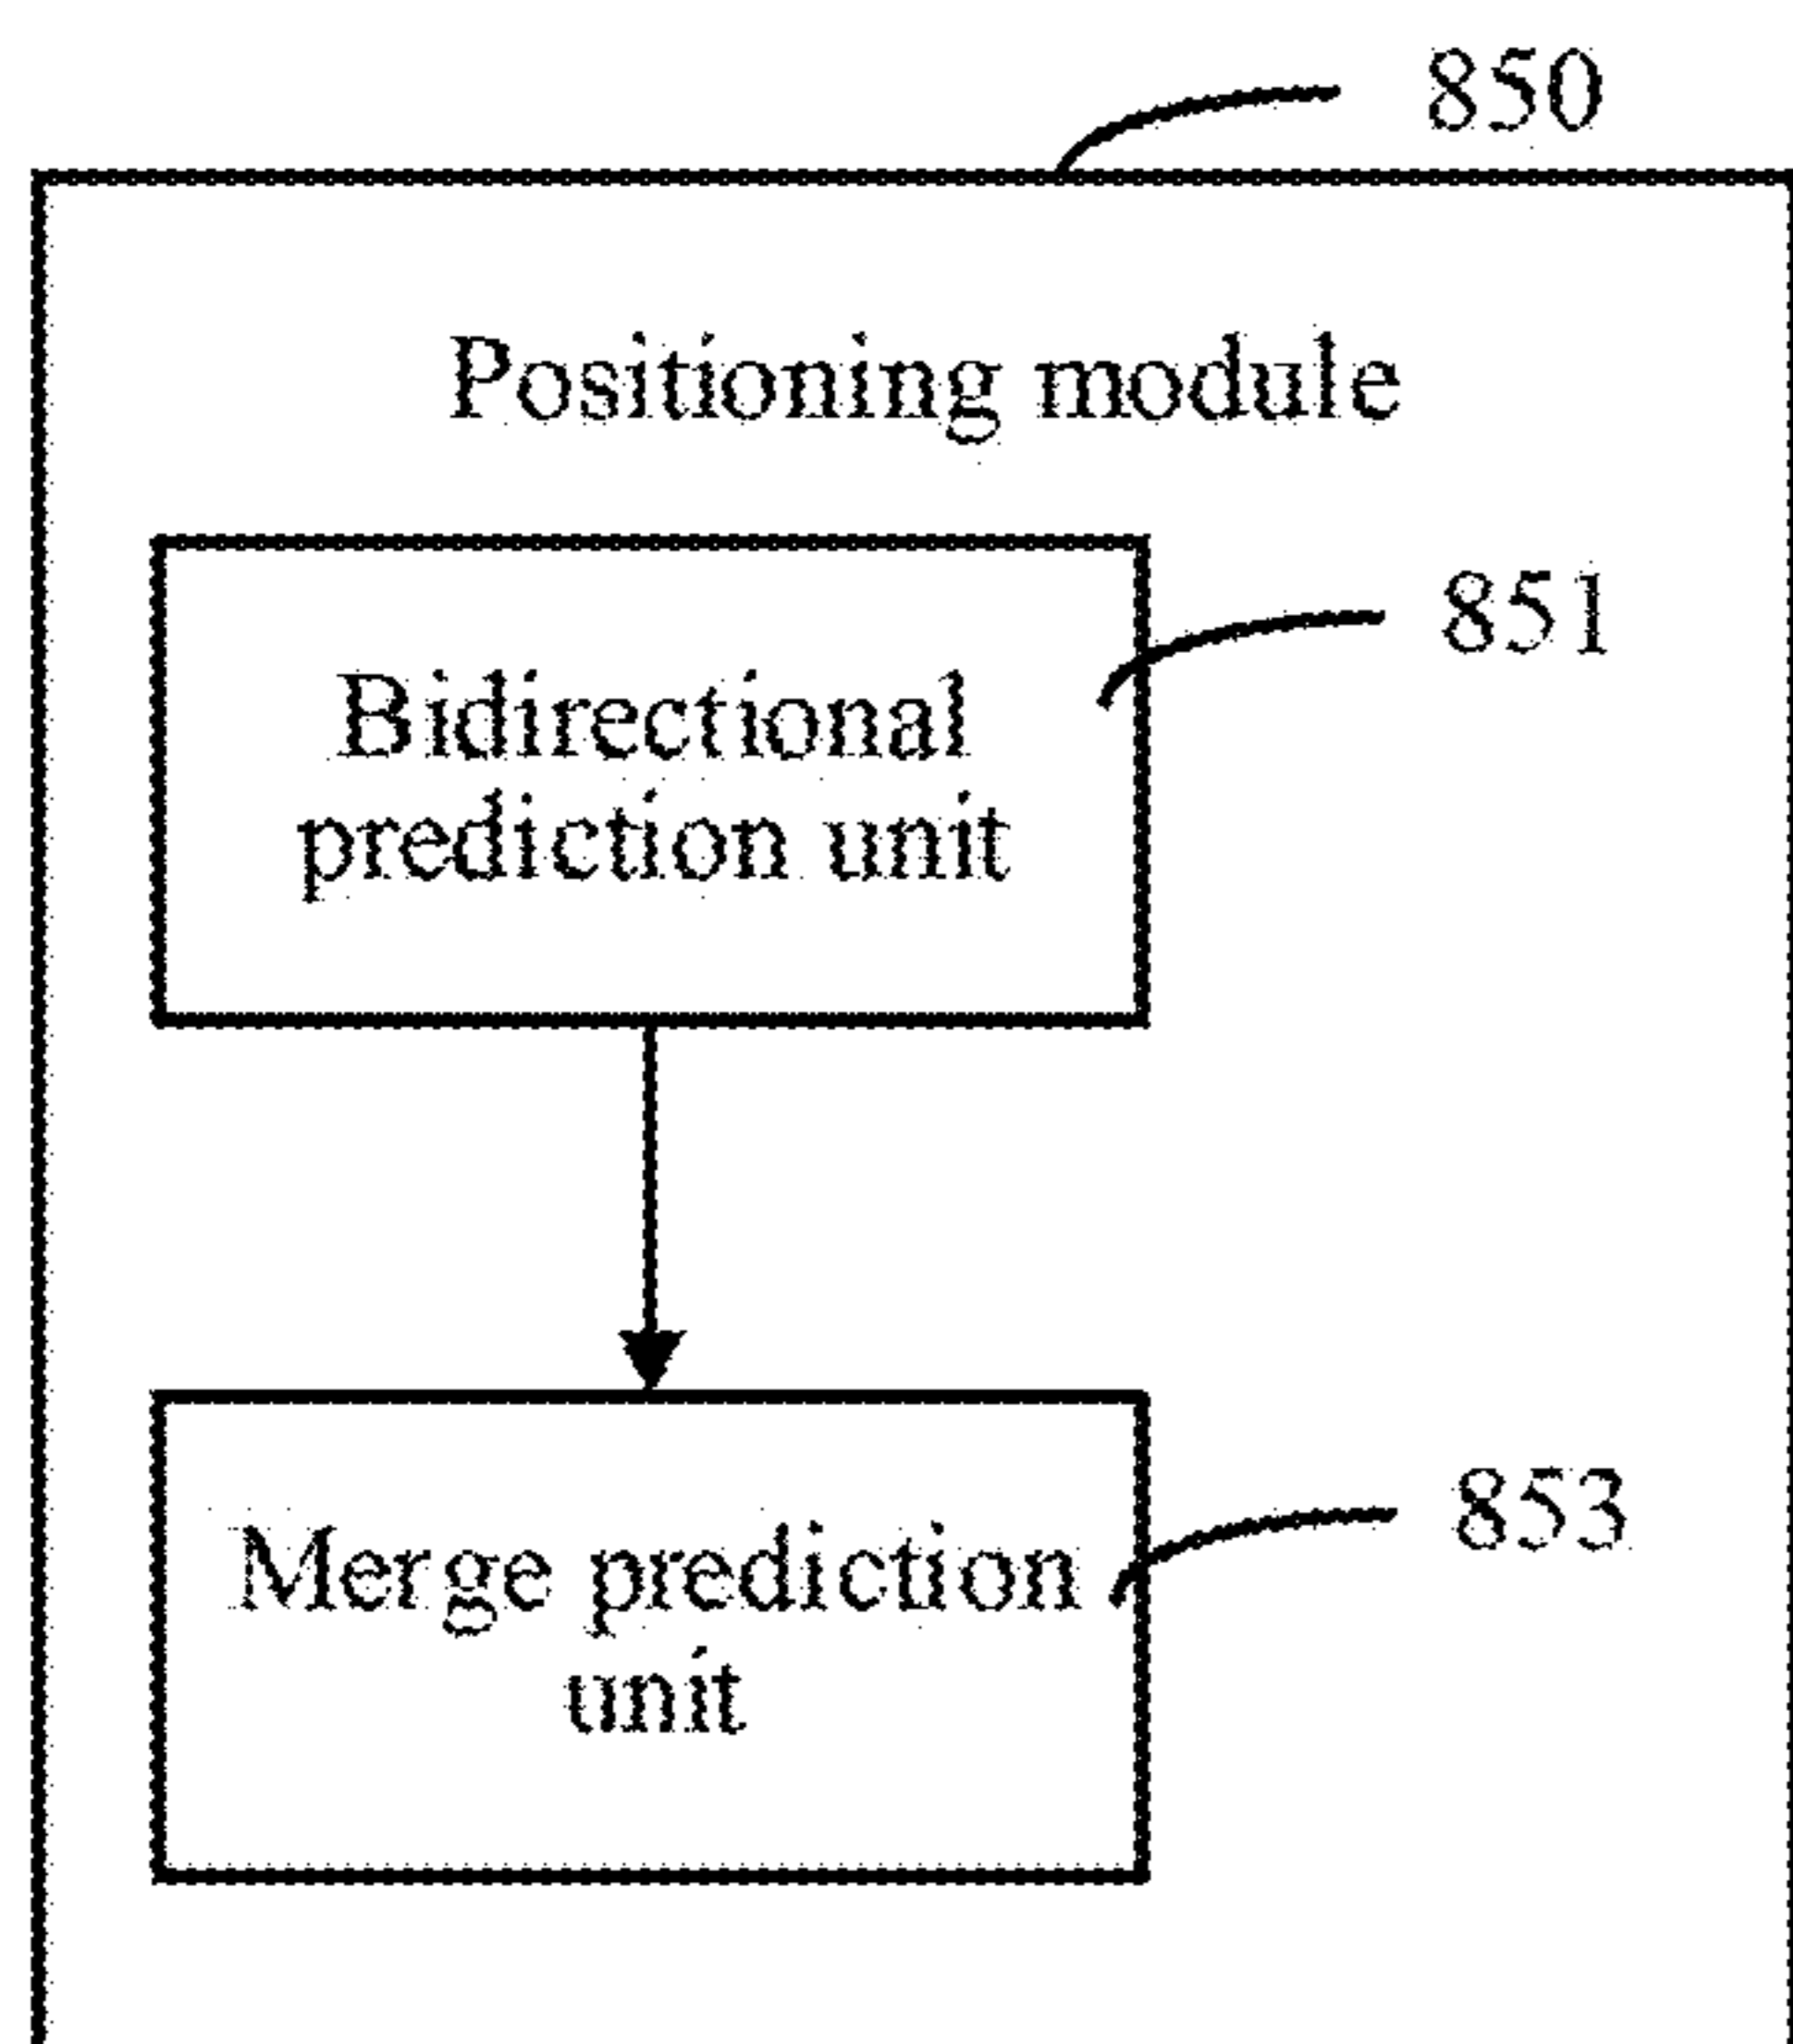 850
Positioning module
851
Bidirectional
prediction unit
853
Merge prediction
unit